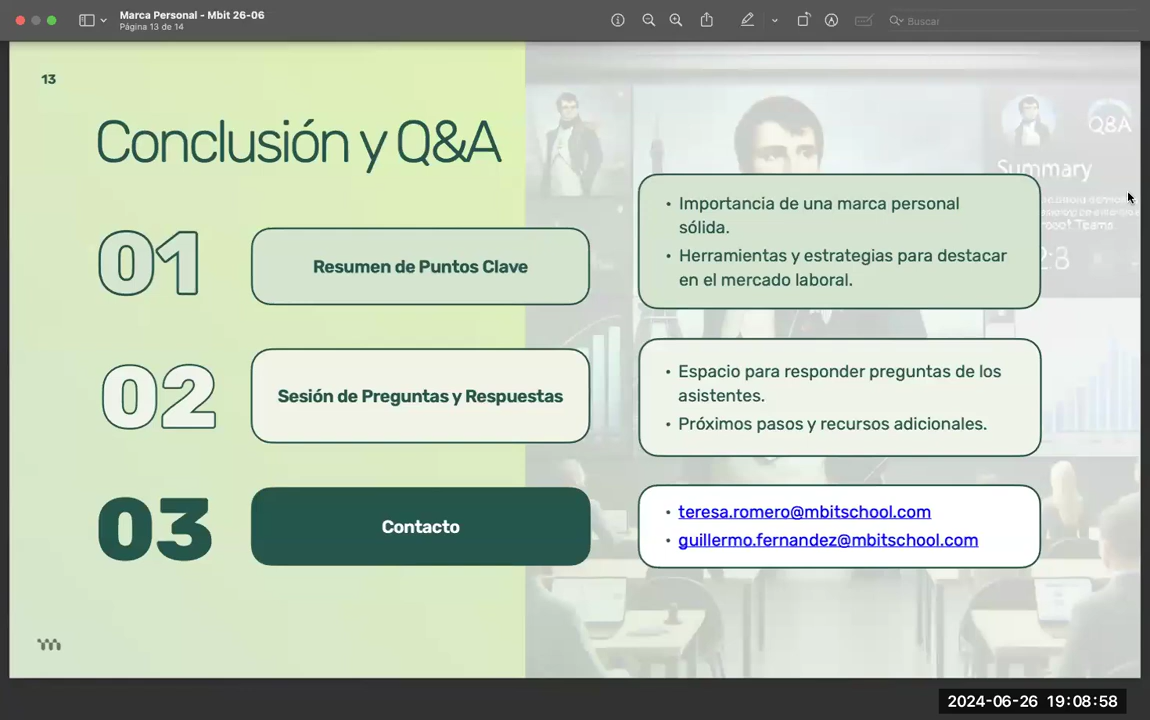 Marca Personal - Mbit 26-06
Página 13 de 14
Buscar
13
Conclusión y Q&A
Q&A
Summary
01
Resumen de Puntos Clave
• Importancia de una marca personal
sólida.
• Herramientas y estrategias para destacar
en el mercado laboral.
02
Sesión de Preguntas y Respuestas
• Espacio para responder preguntas de los
asistentes.
• Próximos pasos y recursos adicionales.
03
Contacto
• teresa.romero@mbitschool.com
• guillermo.fernandez@mbitschool.com
2024-06-26 19:08:58